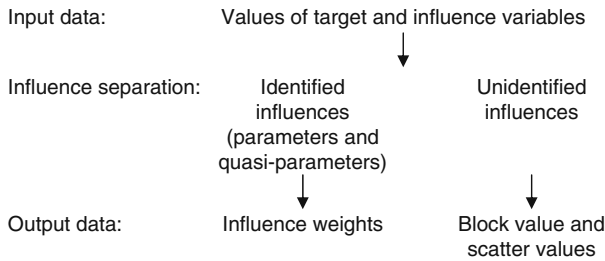 Input data: Values of target and influence variables
Influence separation: Identified Unidentified
influences influences
(parameters and
quasi-parameters)
Output data: Influence weights Block value and
scatter values